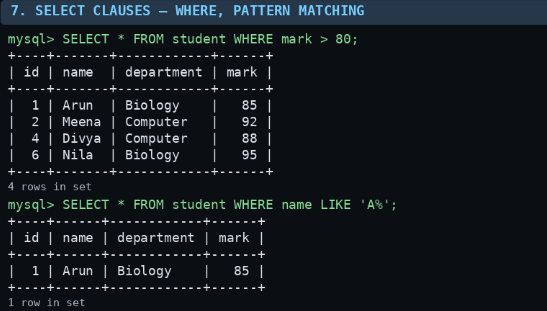 7. SELECT CLAUSES — WHERE, PATTERN MATCHING
mysql> SELECT * FROM student WHERE mark > 80;
+----+-------+------------+------+
| id | name  | department | mark |
+----+-------+------------+------+
|  1 | Arun  | Biology    |   85 |
|  2 | Meena | Computer   |   92 |
|  4 | Divya | Computer   |   88 |
|  6 | Nila  | Biology    |   95 |
+----+-------+------------+------+
4 rows in set
mysql> SELECT * FROM student WHERE name LIKE 'A%';
+----+------+------------+------+
| id | name | department | mark |
+----+------+------------+------+
|  1 | Arun | Biology    |   85 |
+----+------+------------+------+
1 row in set